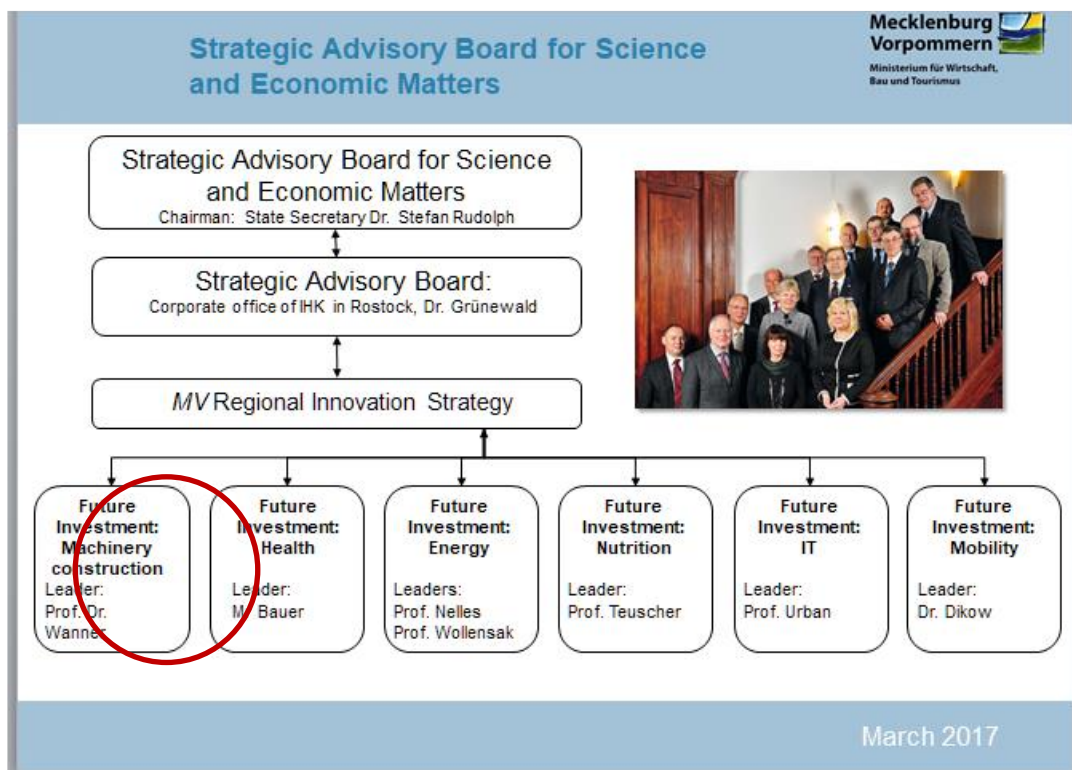 Strategic Advisory Board for Science
and Economic Matters
Mecklenburg
Vorpommern
Ministerium für Wirtschaft,
Bau und Tourismus
Strategic Advisory Board for Science
and Economic Matters
Chairman: State Secretary Dr. Stefan Rudolph
Strategic Advisory Board:
Corporate office of IHK in Rostock, Dr. Grünewald
MV Regional Innovation Strategy
Future
Investment:
Machinery
construction
Leader:
Prof. Dr.
Wanner
Future
Investment:
Health
Leader:
Bauer
Future
Investment:
Energy
Leaders:
Prof. Nelles
Prof. Wollensak
Future
Investment:
Nutrition
Leader:
Prof. Teuscher
Future
Investment:
IT
Leader:
Prof. Urban
Future
Investment:
Mobility
Leader:
Dr. Dikow
March 2017